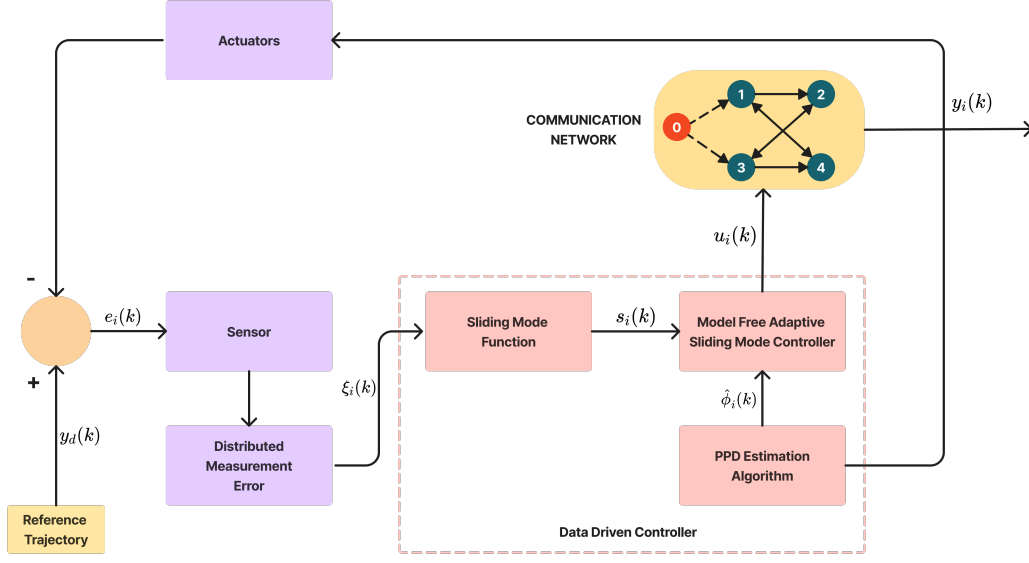 Actuators
COMMUNICATION
NETWORK
0
1
2
3
4
y_i(k)
u_i(k)
-
+
e_i(k)
Sensor
Sliding Mode
Function
s_i(k)
Model Free Adaptive
Sliding Mode Controller
ξ_i(k)
ϕ̂_i(k)
y_d(k)
Distributed
Measurement
Error
PPD Estimation
Algorithm
Reference
Trajectory
Data Driven Controller